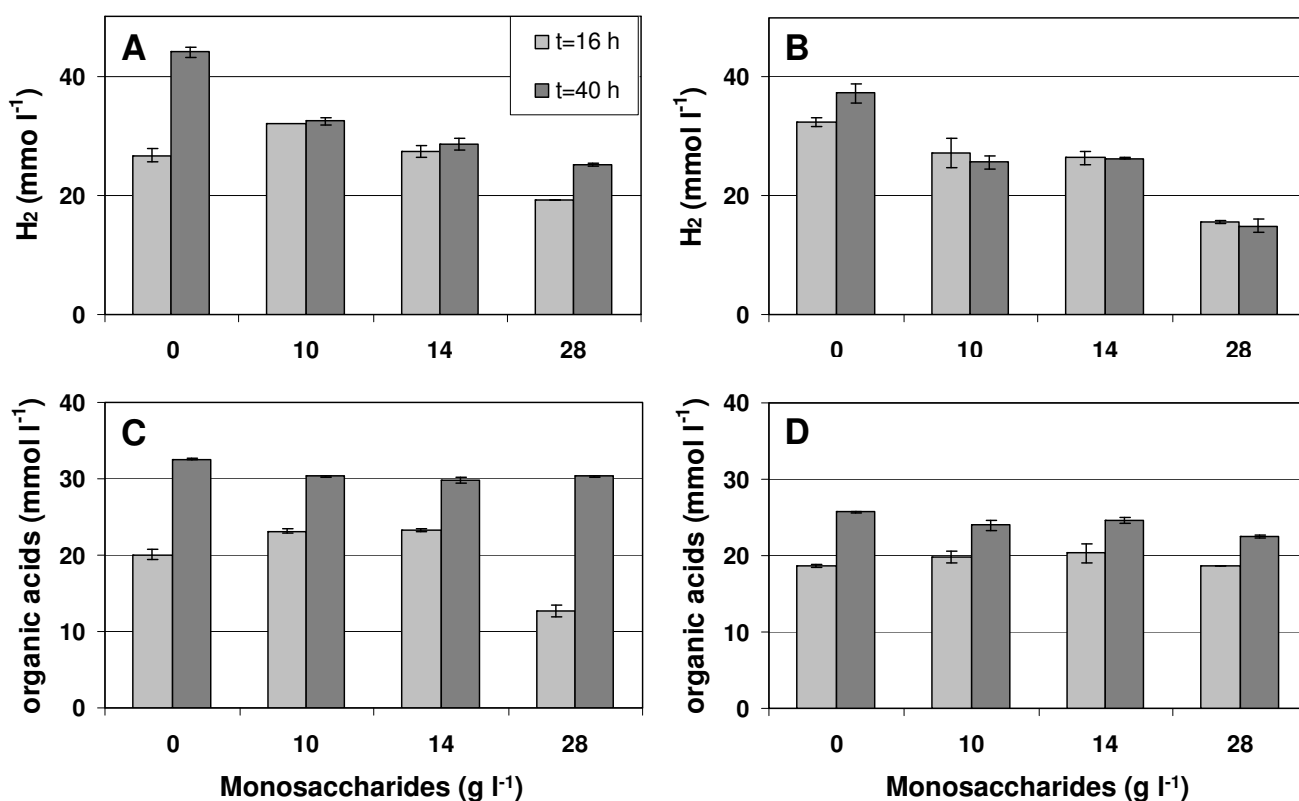 A
t=16 h
t=40 h
H₂ (mmo l⁻¹)
40
20
0
0 10 14 28
B
H₂ (mmol l⁻¹)
40
20
0
0 10 14 28
C
organic acids (mmol l⁻¹)
40
30
20
10
0
0 10 14 28
Monosaccharides (g l⁻¹)
D
organic acids (mmol l⁻¹)
40
30
20
10
0
0 10 14 28
Monosaccharides (g l⁻¹)